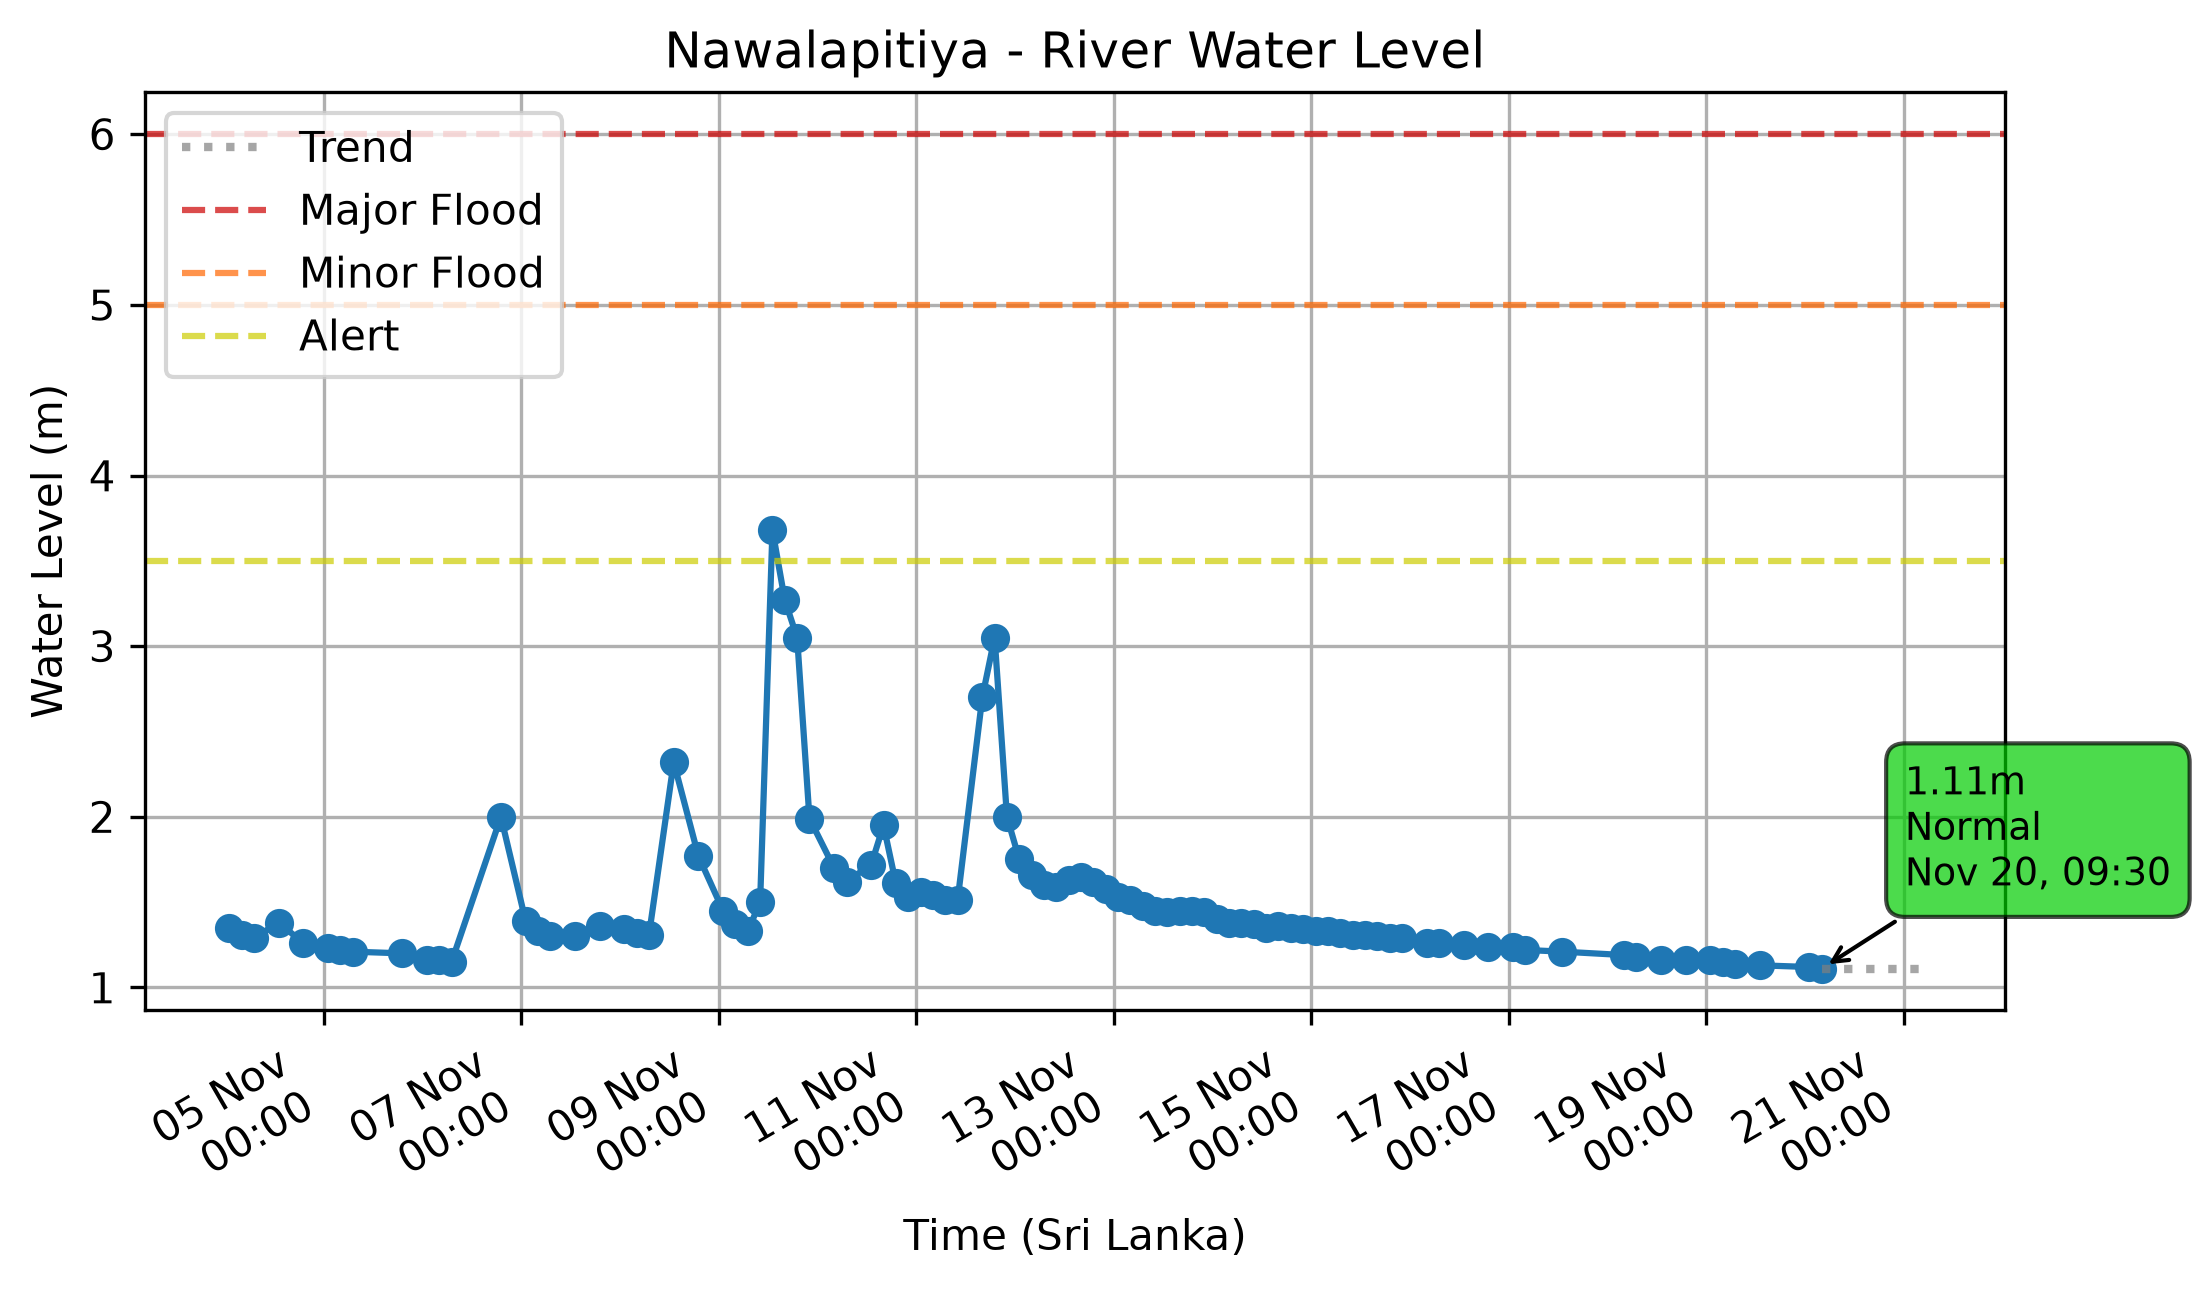 Nawalapitiya - River Water Level
Trend
Major Flood
Minor Flood
Alert
Water Level (m)
6
5
4
3
2
1
1.11m
Normal
Nov 20, 09:30
05 Nov
00:00
07 Nov
00:00
09 Nov
00:00
11 Nov
00:00
13 Nov
00:00
15 Nov
00:00
17 Nov
00:00
19 Nov
00:00
21 Nov
00:00
Time (Sri Lanka)